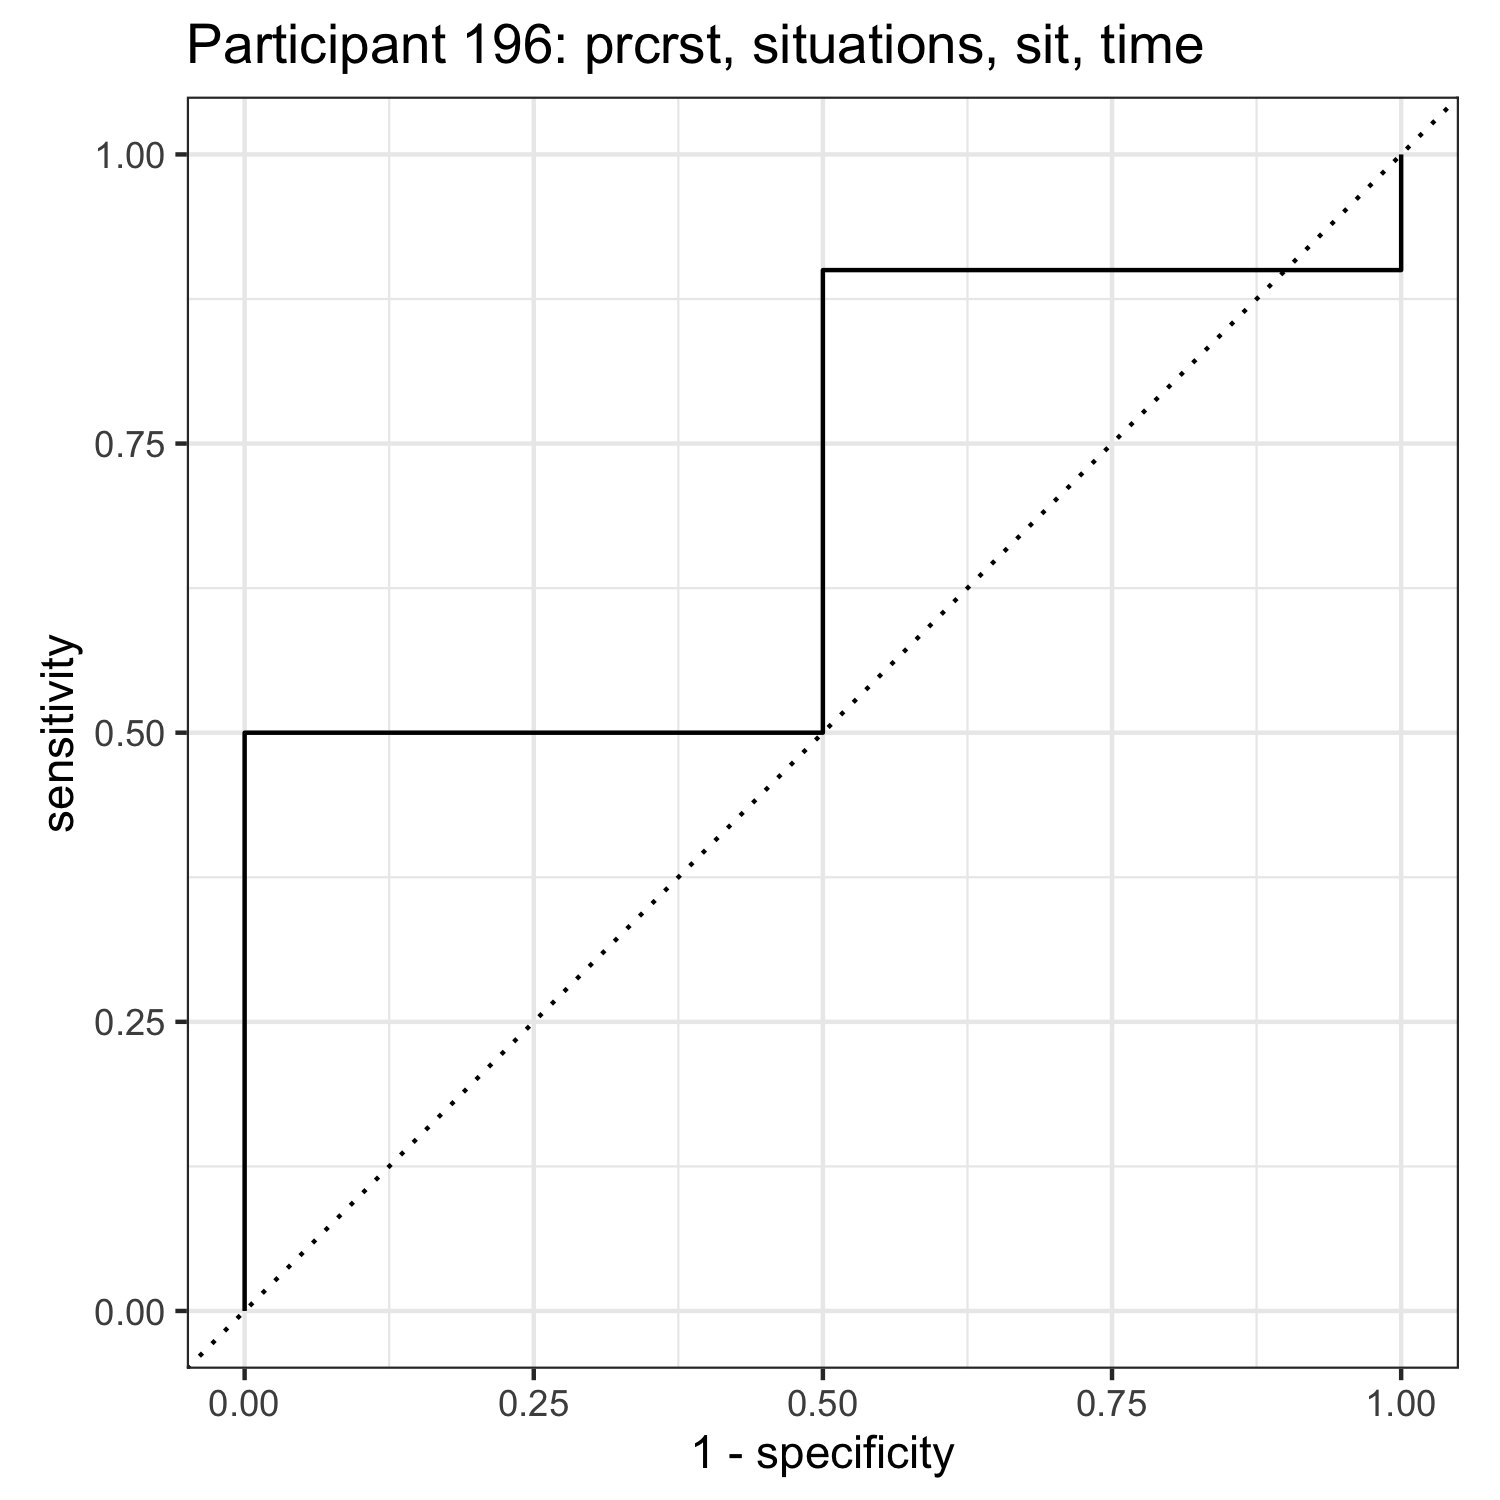 Participant 196: prcrst, situations, sit, time
1.00
0.75
0.50
0.25
0.00
sensitivity
0.00 0.25 0.50 0.75 1.00
1 - specificity